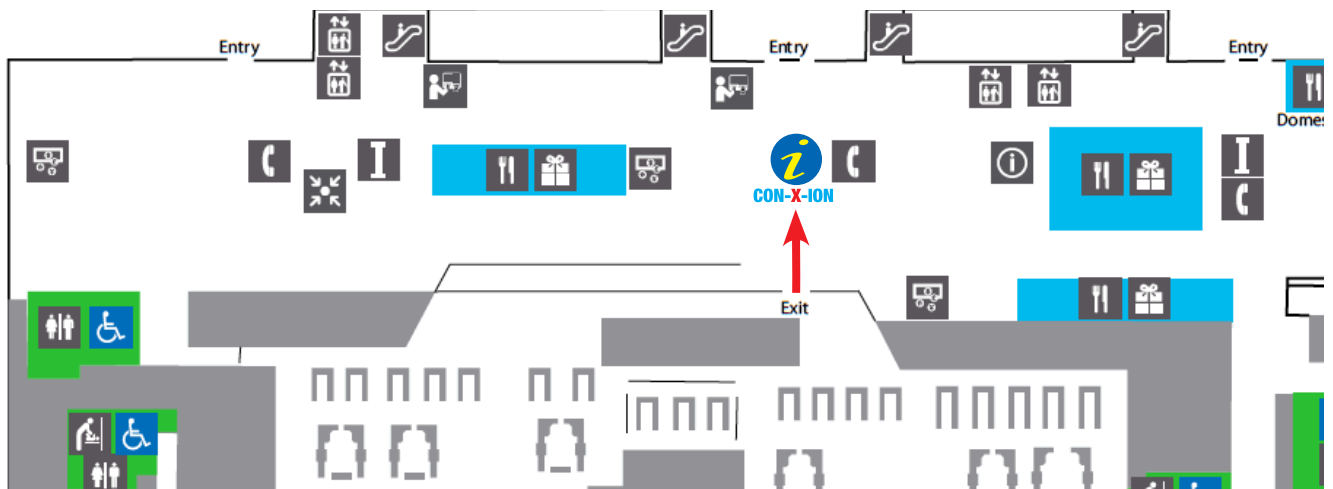 Entry
Entry
Entry
Domes
i
CON-X-ION
Exit